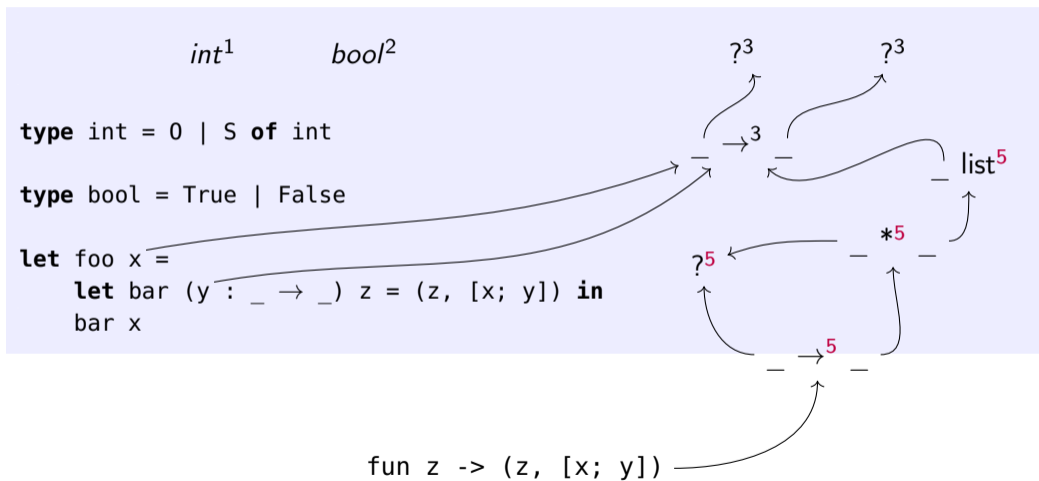 int¹ bool² ?³ ?³
type int = O | S of int _ →³ _
_ list⁵
type bool = True | False
let foo x = ?⁵ _ *⁵ _
let bar (y : _ → _) z = (z, [x; y]) in
bar x
_ →⁵ _
fun z -> (z, [x; y])